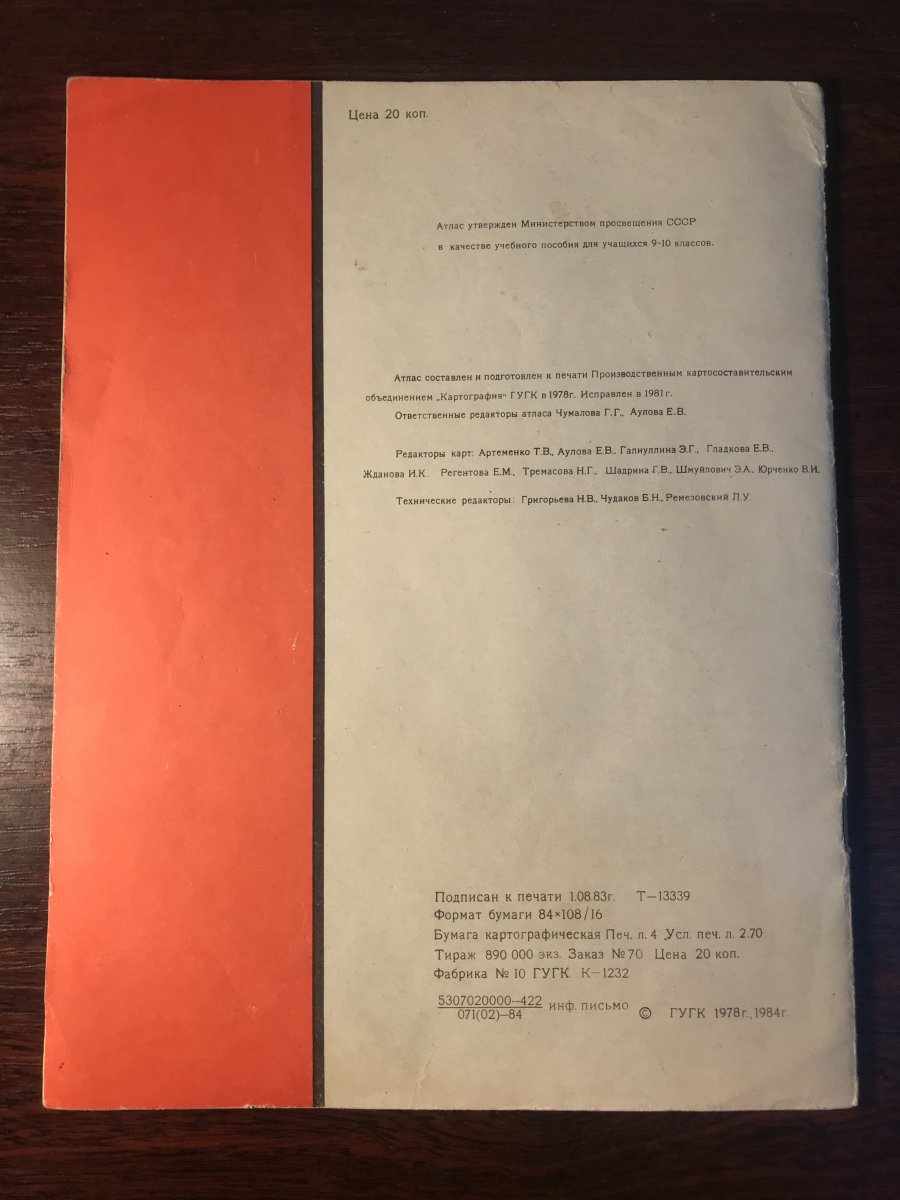 Цена 20 коп.
Атлас утвержден Министерством просвещения СССР
в качестве учебного пособия для учащихся 9-10 классов.
Атлас составлен и подготовлен к печати Производственным картосоставительским
объединением „Картография" ГУГК в 1978г. Исправлен в 1981г.
Ответственные редакторы атласа Чумалова Г.Г., Аулова Е.В.
Редакторы карт: Артеменко Т.В., Аулова Е.В., Галиуллина Э.Г., Гладкова Е.В.,
Жданова И.К. Регентова Е.М., Тремасова Н.Г., Шадрина Г.В., Шмуйлович Э.А., Юрченко В.И.
Технические редакторы: Григорьева Н.В., Чудаков Б.Н., Ремезовский Л.У.
Подписан к печати 1.08.83г. Т—13339
Формат бумаги 84×108/16
Бумага картографическая Печ. л. 4 Усл. печ. л. 2.70
Тираж 890 000 экз. Заказ №70 Цена 20 коп.
Фабрика № 10 ГУГК. К—1232
5307020000--422
071(02)—84
инф. письмо
© ГУГК 1978г., 1984г.